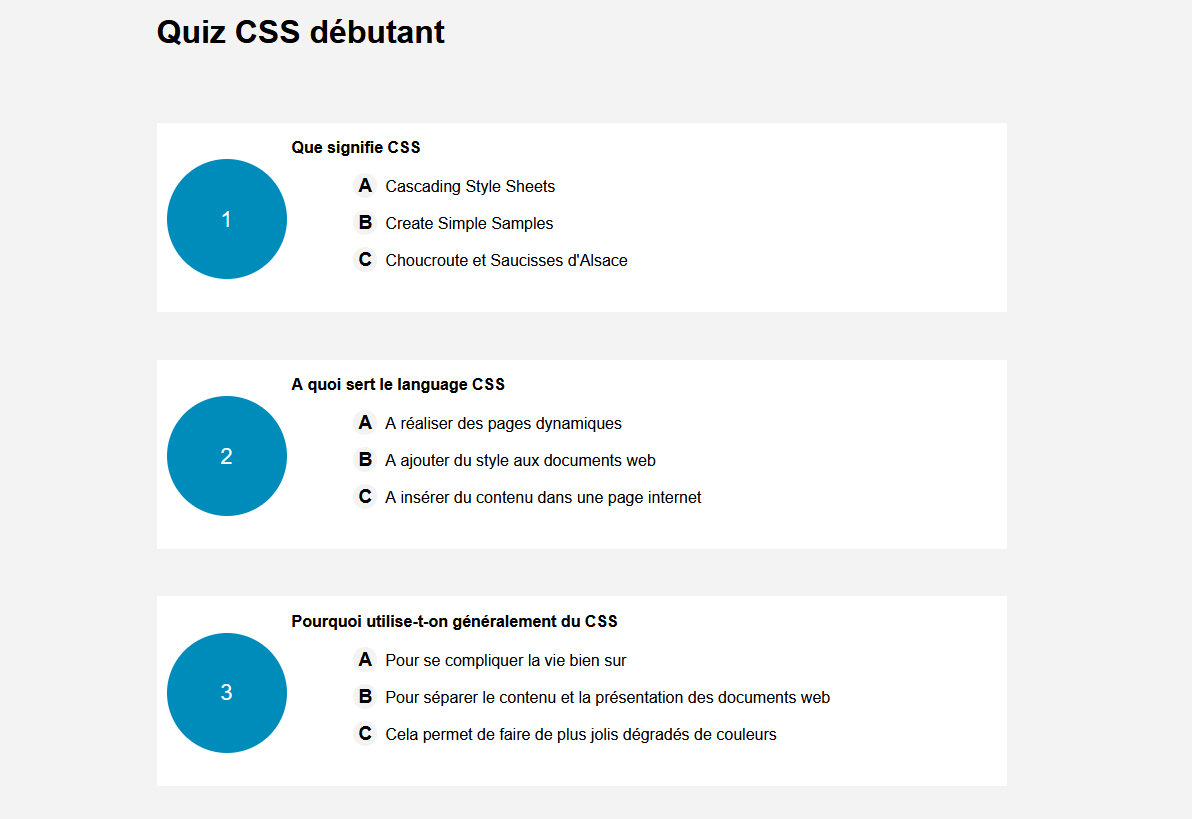 Quiz CSS débutant
Que signifie CSS
1
A Cascading Style Sheets
B Create Simple Samples
C Choucroute et Saucisses d'Alsace
A quoi sert le language CSS
2
A A réaliser des pages dynamiques
B A ajouter du style aux documents web
C A insérer du contenu dans une page internet
Pourquoi utilise-t-on généralement du CSS
3
A Pour se compliquer la vie bien sur
B Pour séparer le contenu et la présentation des documents web
C Cela permet de faire de plus jolis dégradés de couleurs